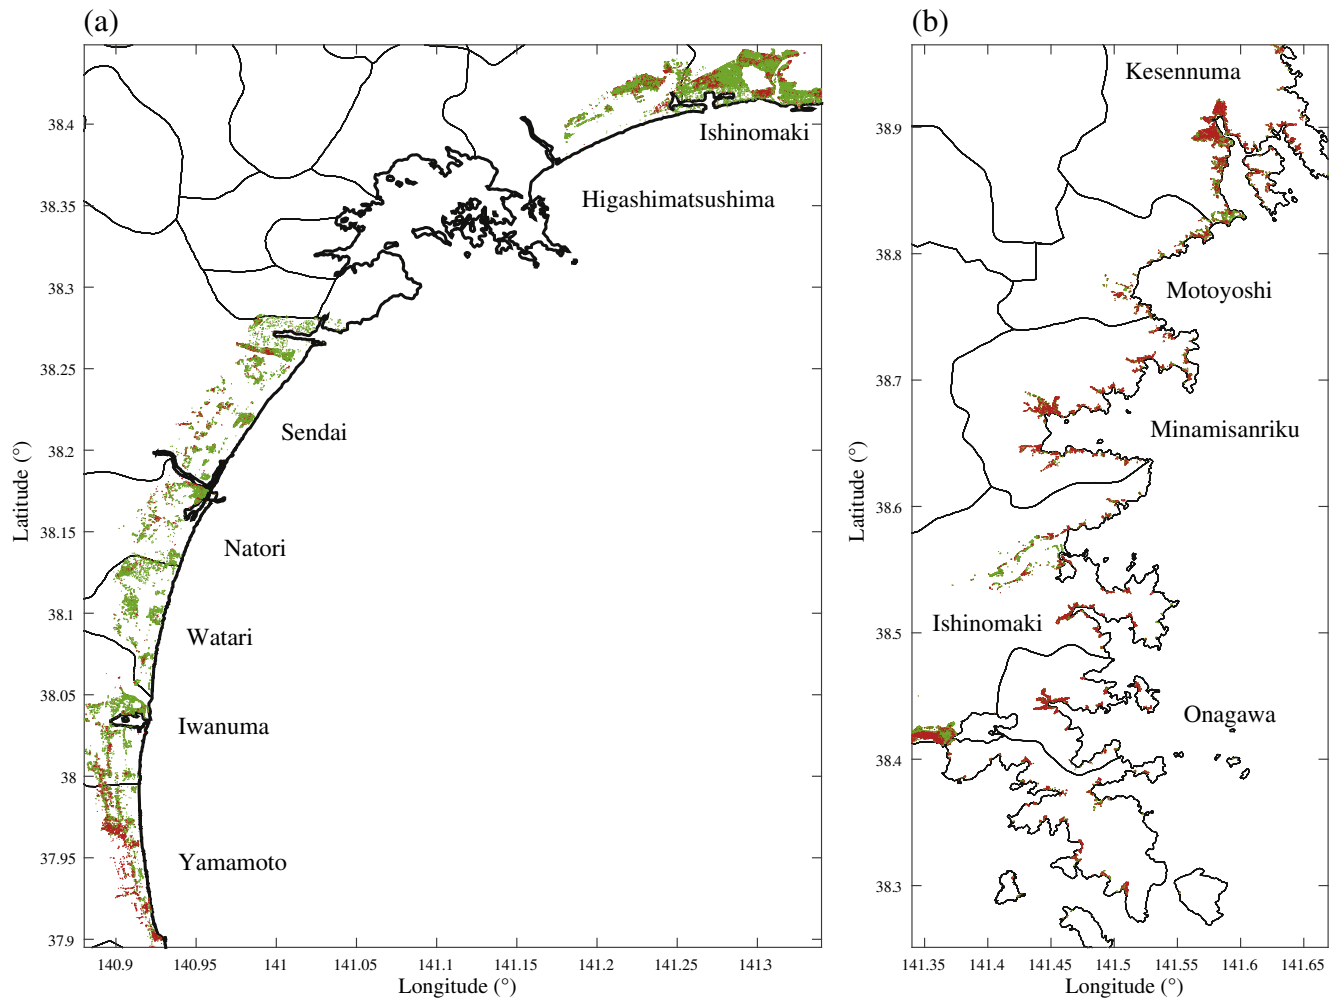 (a)
(b)
Kesennuma
Ishinomaki
Higashimatsushima
Motoyoshi
Sendai
Minamisanriku
Natori
Watari
Ishinomaki
Iwanuma
Onagawa
Yamamoto
38.4
38.35
38.3
38.25
38.2
38.15
38.1
38.05
38
37.95
37.9
Latitude (°)
140.9 140.95 141 141.05 141.1 141.15 141.2 141.25 141.3
Longitude (°)
38.9
38.8
38.7
38.6
38.5
38.4
38.3
Latitude (°)
141.35 141.4 141.45 141.5 141.55 141.6 141.65
Longitude (°)